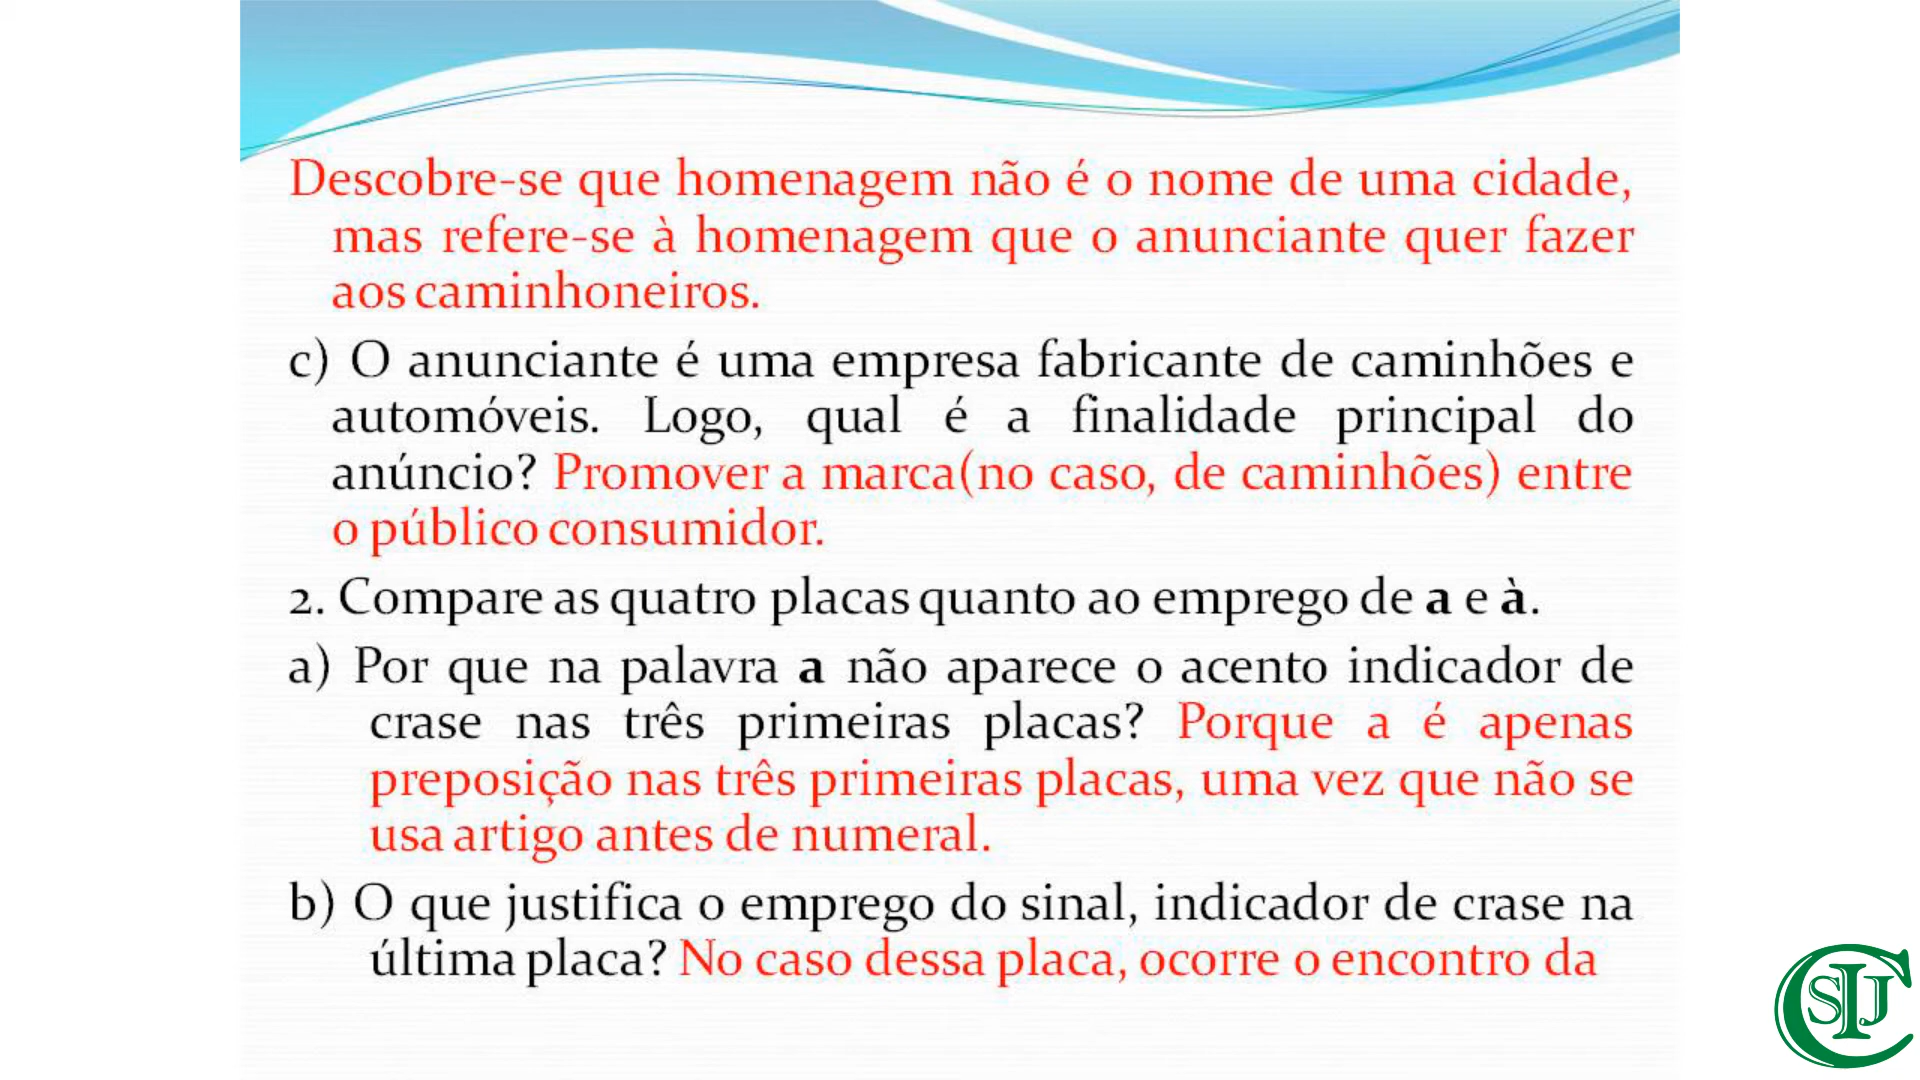 Descobre-se que homenagem não é o nome de uma cidade,
mas refere-se à homenagem que o anunciante quer fazer
aos caminhoneiros.
c) O anunciante é uma empresa fabricante de caminhões e
automóveis. Logo, qual é a finalidade principal do
anúncio? Promover a marca(no caso, de caminhões) entre
o público consumidor.
2. Compare as quatro placas quanto ao emprego de a e à.
a) Por que na palavra a não aparece o acento indicador de
crase nas três primeiras placas? Porque a é apenas
preposição nas três primeiras placas, uma vez que não se
usa artigo antes de numeral.
b) O que justifica o emprego do sinal, indicador de crase na
última placa? No caso dessa placa, ocorre o encontro da
CSIJ